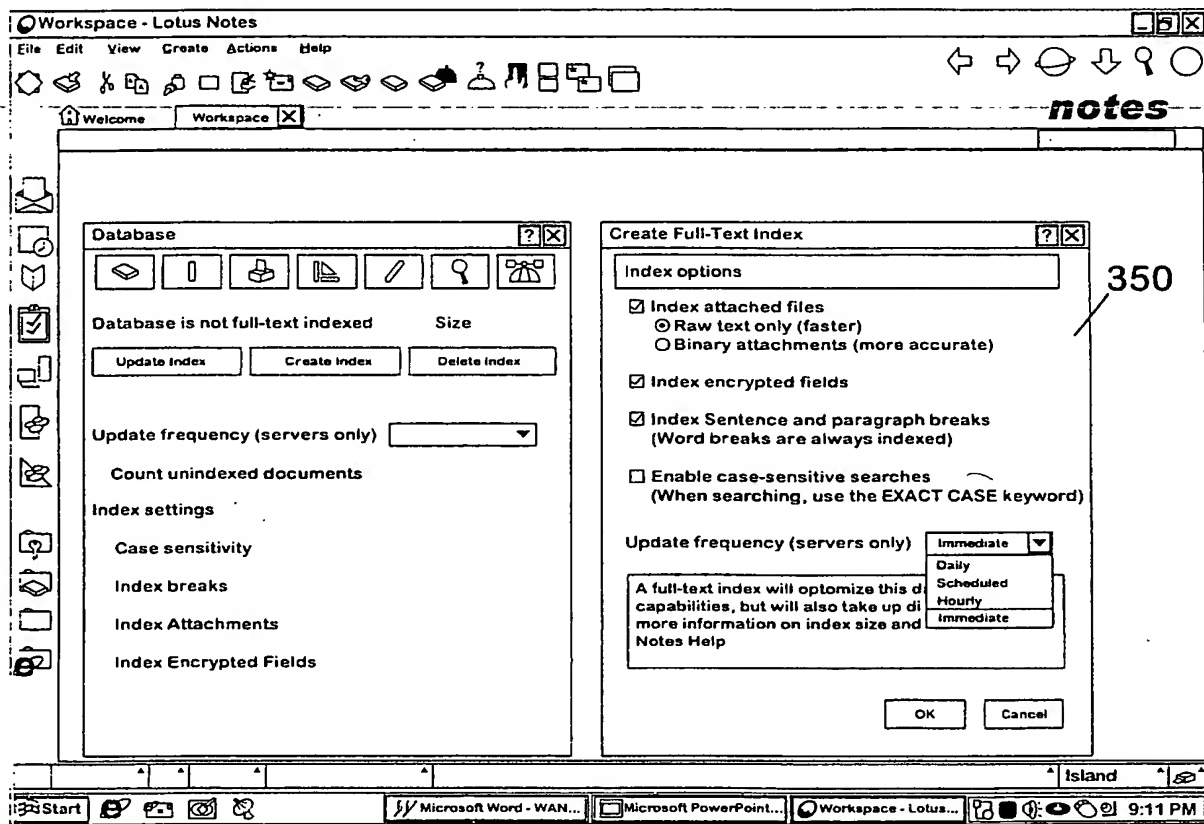 Workspace - Lotus Notes
File Edit View Create Actions Help
notes
Welcome Workspace
Database
Database is not full-text indexed Size
Update Index Create Index Delete Index
Update frequency (servers only)
Count unindexed documents
Index settings
Case sensitivity
Index breaks
Index Attachments
Index Encrypted Fields
Create Full-Text Index
Index options
350
Index attached files
Raw text only (faster)
Binary attachments (more accurate)
Index encrypted fields
Index Sentence and paragraph breaks
(Word breaks are always indexed)
Enable case-sensitive searches
(When searching, use the EXACT CASE keyword)
Update frequency (servers only) Immediate
Daily
Scheduled
Hourly
Immediate
A full-text index will optomize this d
capabilities, but will also take up di
more information on index size and
Notes Help
OK Cancel
Island
Start Microsoft Word - WAN... Microsoft PowerPoint... Workspace - Lotus... 9:11 PM